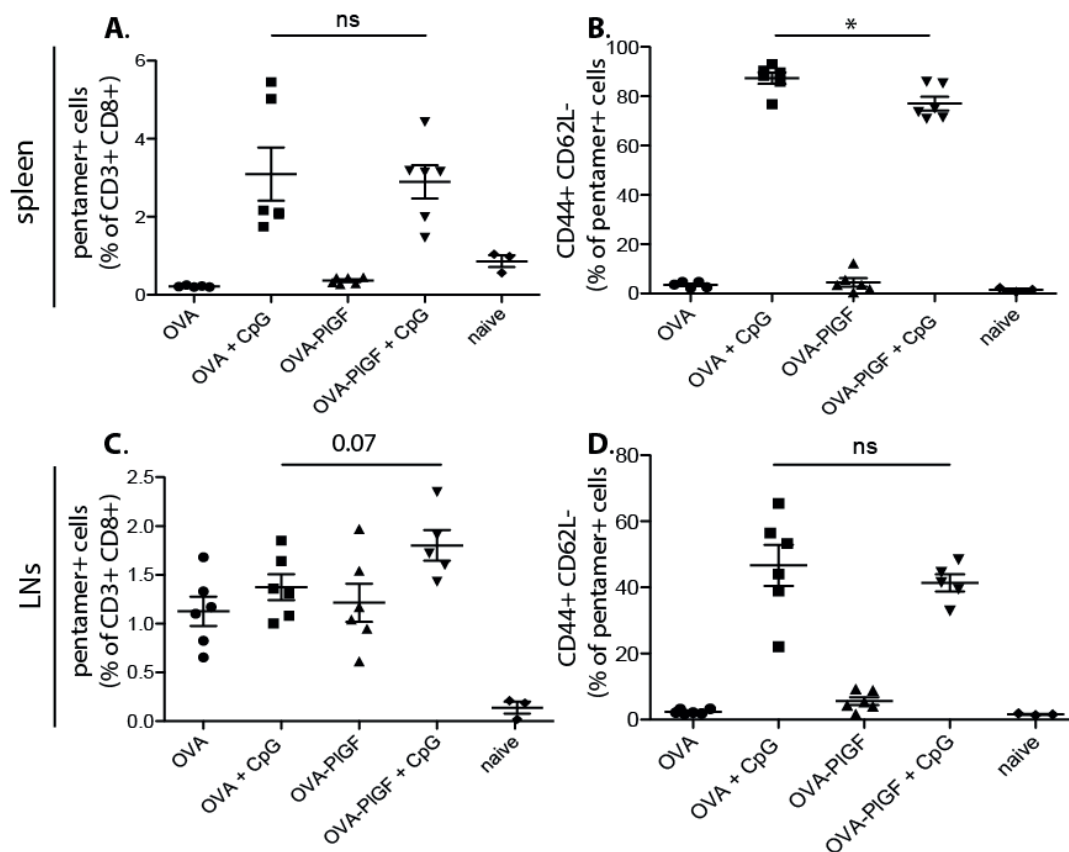 A.
ns
spleen
pentamer+ cells
(% of CD3+ CD8+)
6
4
2
0
OVA
OVA + CpG
OVA-PlGF
OVA-PlGF + CpG
naive
B.
*
CD44+ CD62L-
(% of pentamer+ cells)
100
80
60
40
20
0
OVA
OVA + CpG
OVA-PlGF
OVA-PlGF + CpG
naive
C.
0.07
LNs
pentamer+ cells
(% of CD3+ CD8+)
2.5
2.0
1.5
1.0
0.5
0.0
OVA
OVA + CpG
OVA-PlGF
OVA-PlGF + CpG
naive
D.
ns
CD44+ CD62L-
(% of pentamer+ cells)
80
60
40
20
0
OVA
OVA + CpG
OVA-PlGF
OVA-PlGF + CpG
naive